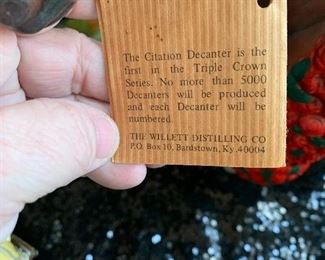 The Citation Decanter is the
first in the Triple Crown
Series. No more than 5000
Decanters will be produced
and each Decanter will be
numbered.
THE WILLETT DISTILLING CO
P.O. Box 10, Bardstown, Ky. 40004